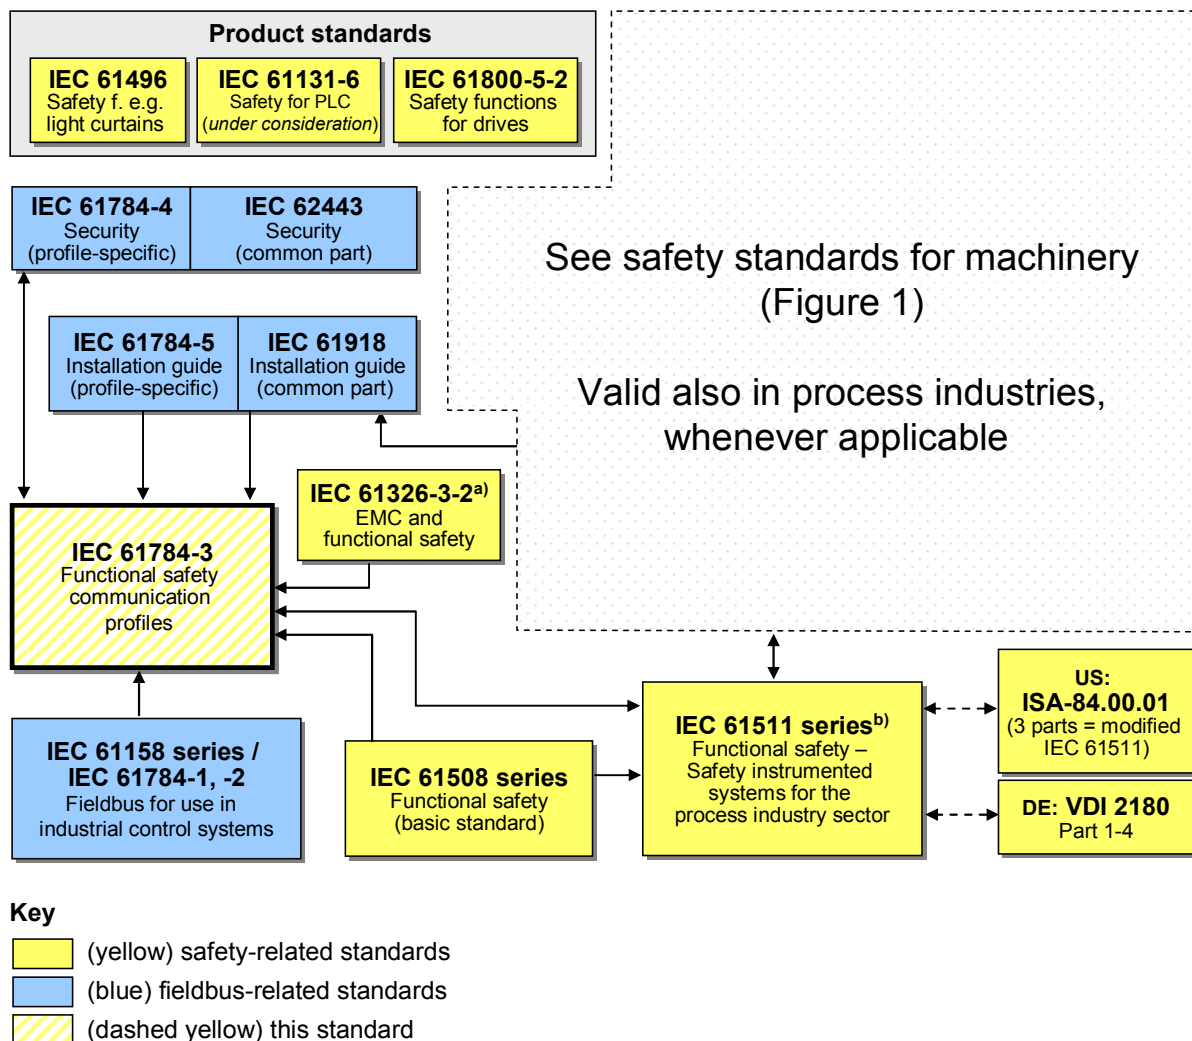 Product standards
IEC 61496
Safety f. e.g.
light curtains
IEC 61131-6
Safety for PLC
(under consideration)
IEC 61800-5-2
Safety functions
for drives
IEC 61784-4
Security
(profile-specific)
IEC 62443
Security
(common part)
See safety standards for machinery
(Figure 1)
Valid also in process industries,
whenever applicable
IEC 61784-5
Installation guide
(profile-specific)
IEC 61918
Installation guide
(common part)
IEC 61326-3-2a)
EMC and
functional safety
IEC 61784-3
Functional safety
communication
profiles
IEC 61158 series /
IEC 61784-1, -2
Fieldbus for use in
industrial control systems
IEC 61508 series
Functional safety
(basic standard)
IEC 61511 seriesb)
Functional safety –
Safety instrumented
systems for the
process industry sector
US:
ISA-84.00.01
(3 parts = modified
IEC 61511)
DE: VDI 2180
Part 1-4
Key
(yellow) safety-related standards
(blue) fieldbus-related standards
(dashed yellow) this standard